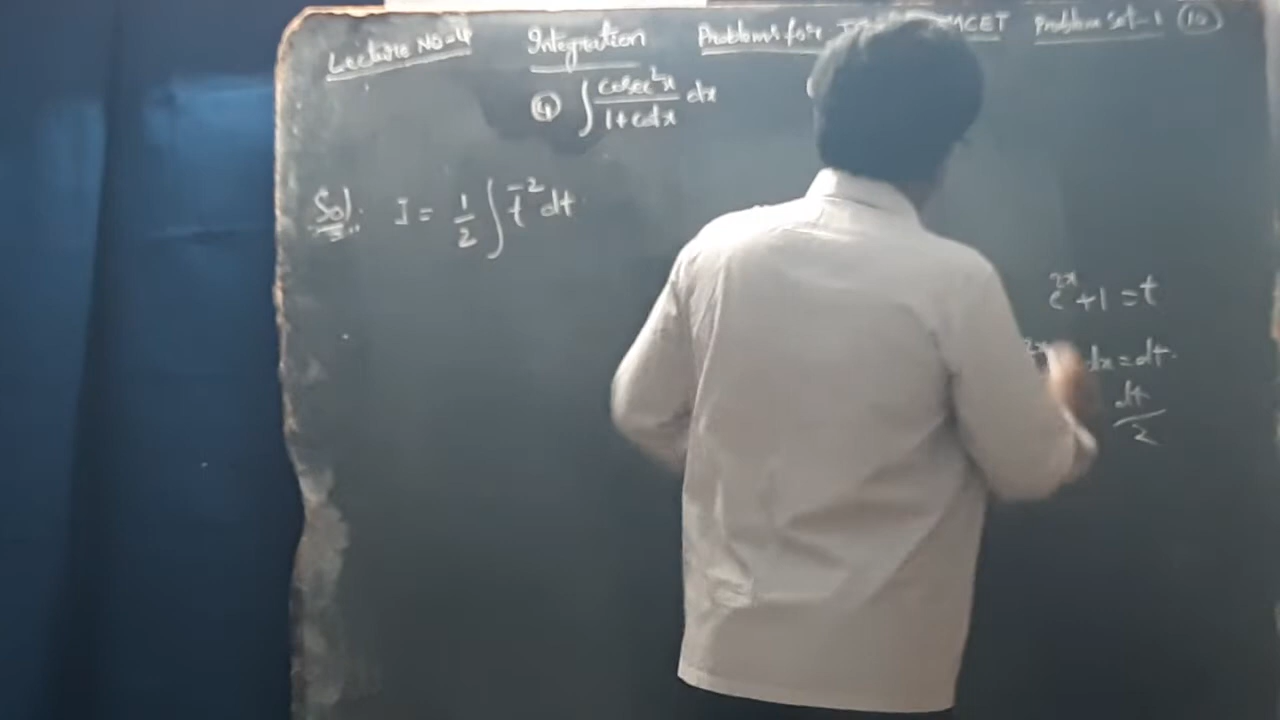 Lecture NO-4 Integration Problems for MCET Problem Set-1 (10)
(4) ∫ cosec²x / 1+cotx dx
Sol: I = 1/2 ∫ t⁻² dt
e²ˣ+1 = t
dx = dt
dt/2